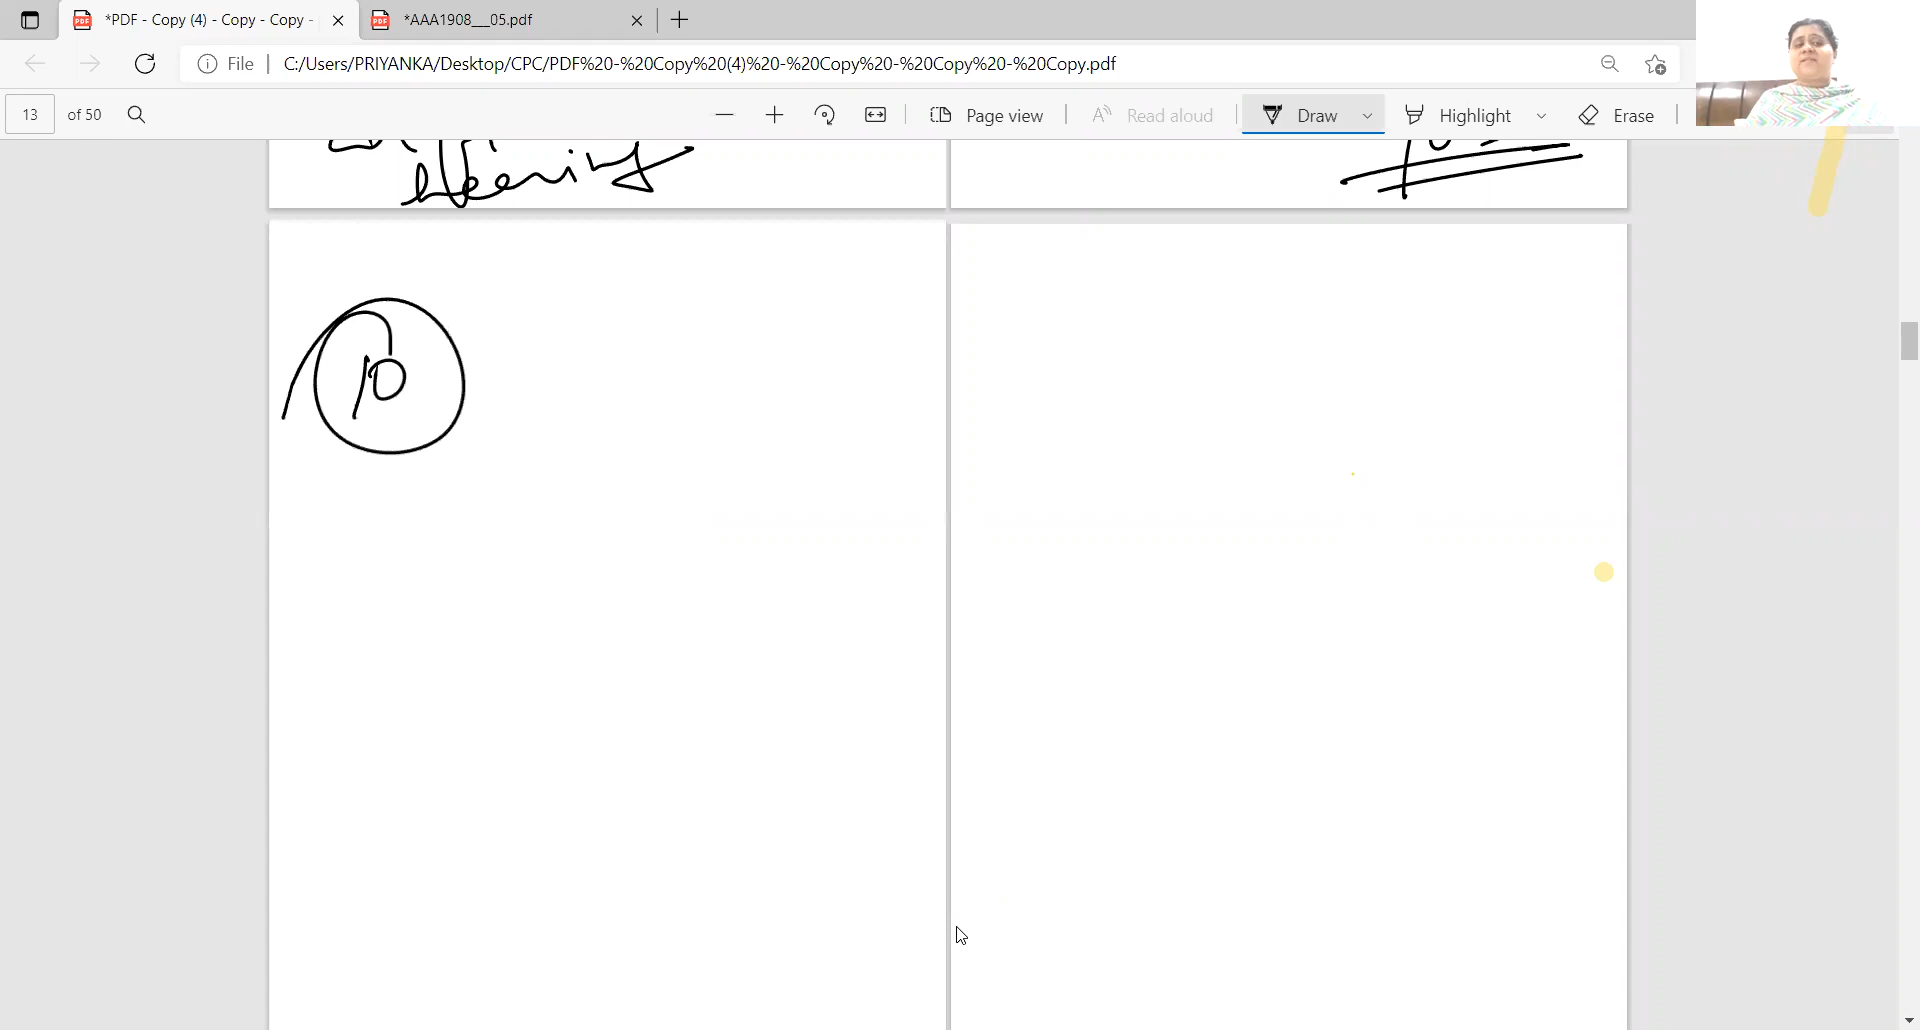 *PDF - Copy (4) - Copy - Copy -
*AAA1908___05.pdf
File
C:/Users/PRIYANKA/Desktop/CPC/PDF%20-%20Copy%20(4)%20-%20Copy%20-%20Copy%20-%20Copy.pdf
13 of 50
Page view
Read aloud
Draw
Highlight
Erase
10